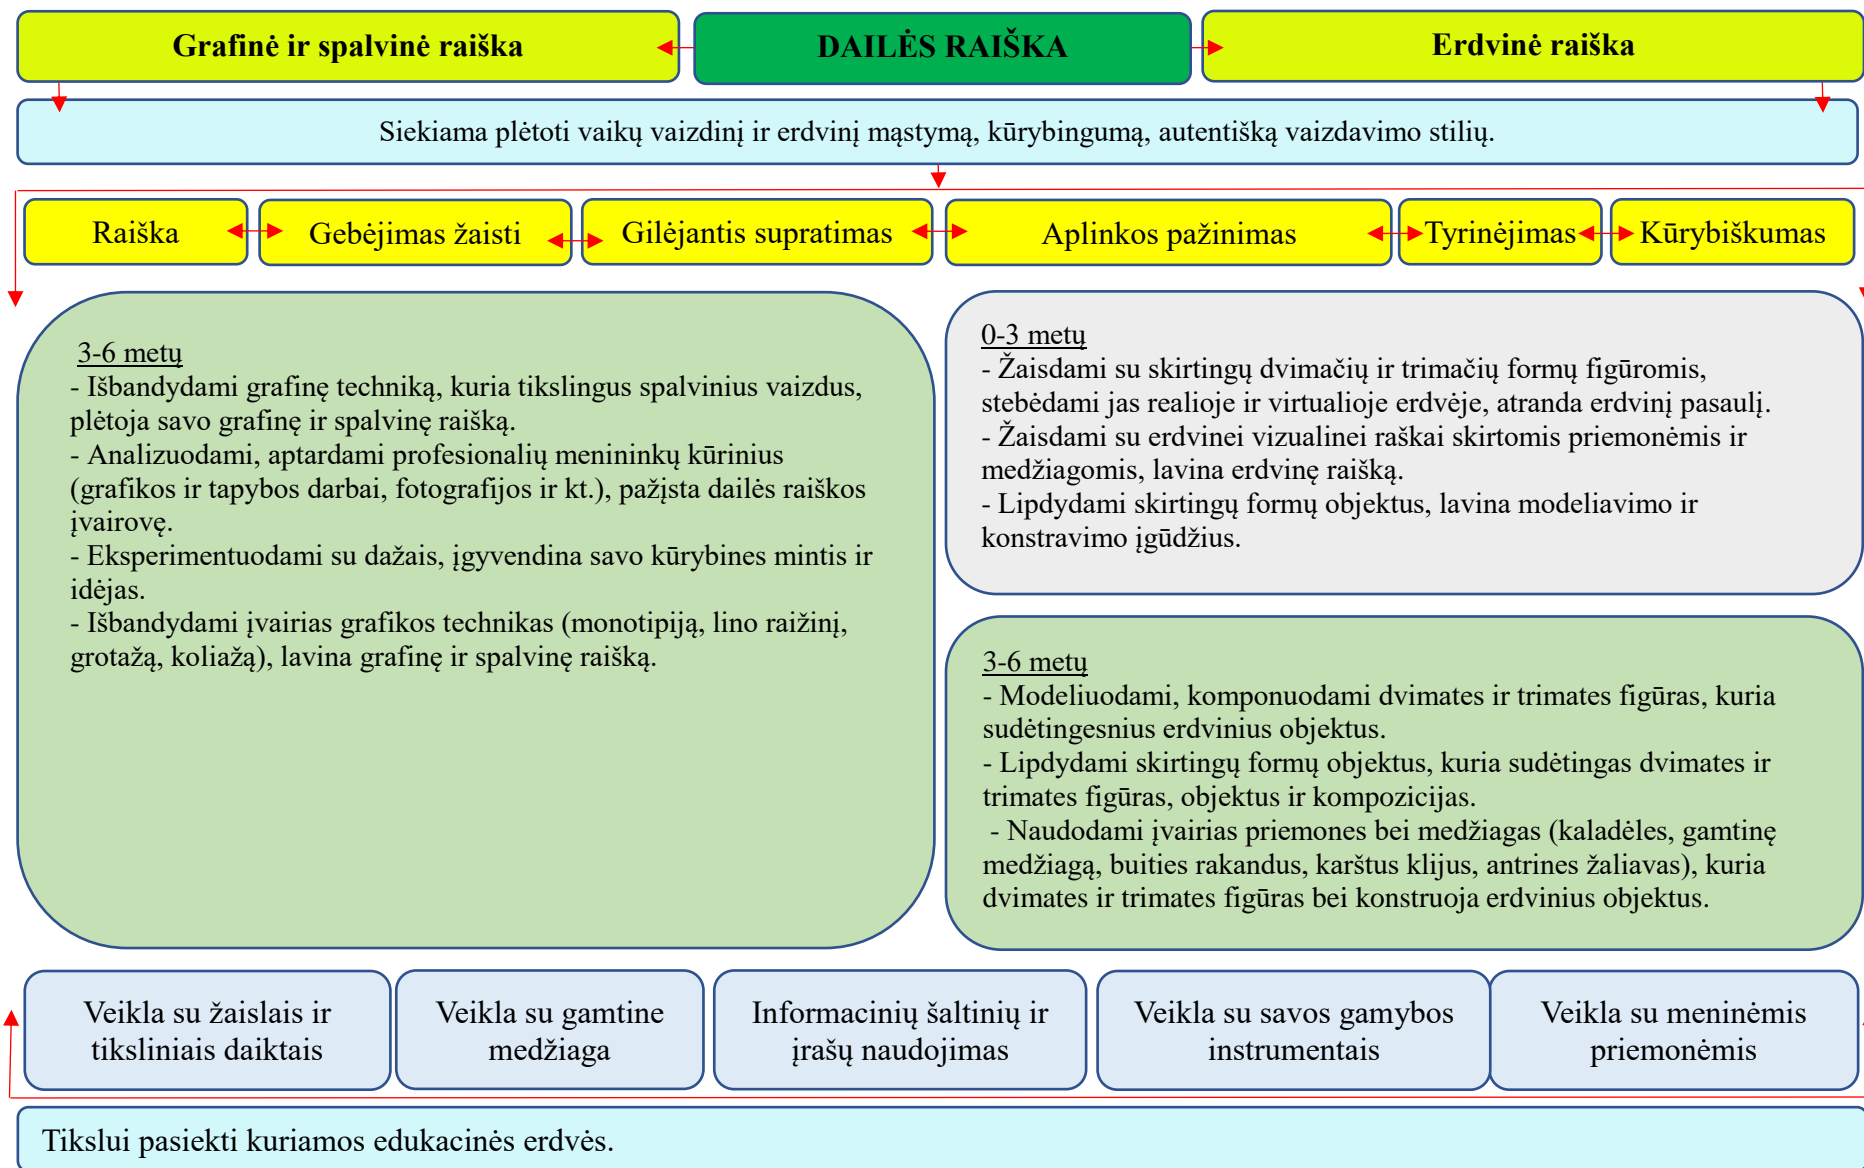 Grafinė ir spalvinė raiška
DAILĖS RAIŠKA
Erdvinė raiška
Siekiama plėtoti vaikų vaizdinį ir erdvinį mąstymą, kūrybingumą, autentišką vaizdavimo stilių.
Raiška
Gebėjimas žaisti
Gilėjantis supratimas
Aplinkos pažinimas
Tyrinėjimas
Kūrybiškumas
3-6 metų
- Išbandydami grafinę techniką, kuria tikslingus spalvinius vaizdus,
plėtoja savo grafinę ir spalvinę raišką.
- Analizuodami, aptardami profesionalių menininkų kūrinius
(grafikos ir tapybos darbai, fotografijos ir kt.), pažįsta dailės raiškos
įvairovę.
- Eksperimentuodami su dažais, įgyvendina savo kūrybines mintis ir
idėjas.
- Išbandydami įvairias grafikos technikas (monotipiją, lino raižinį,
grotažą, koliažą), lavina grafinę ir spalvinę raišką.
0-3 metų
- Žaisdami su skirtingų dvimačių ir trimačių formų figūromis,
stebėdami jas realioje ir virtualioje erdvėje, atranda erdvinį pasaulį.
- Žaisdami su erdvinei vizualinei raškai skirtomis priemonėmis ir
medžiagomis, lavina erdvinę raišką.
- Lipdydami skirtingų formų objektus, lavina modeliavimo ir
konstravimo įgūdžius.
3-6 metų
- Modeliuodami, komponuodami dvimates ir trimates figūras, kuria
sudėtingesnius erdvinius objektus.
- Lipdydami skirtingų formų objektus, kuria sudėtingas dvimates ir
trimates figūras, objektus ir kompozicijas.
- Naudodami įvairias priemones bei medžiagas (kaladėles, gamtinę
medžiagą, buities rakandus, karštus klijus, antrines žaliavas), kuria
dvimates ir trimates figūras bei konstruoja erdvinius objektus.
Veikla su žaislais ir
tiksliniais daiktais
Veikla su gamtine
medžiaga
Informacinių šaltinių ir
įrašų naudojimas
Veikla su savos gamybos
instrumentais
Veikla su meninėmis
priemonėmis
Tikslui pasiekti kuriamos edukacinės erdvės.